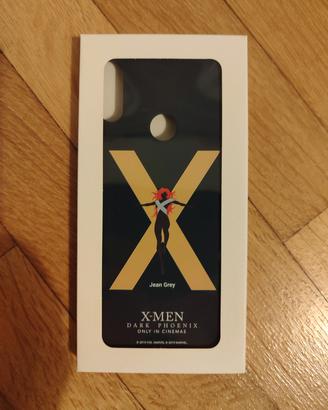 X
Jean Grey
X-MEN
DARK PHOENIX
ONLY IN CINEMAS